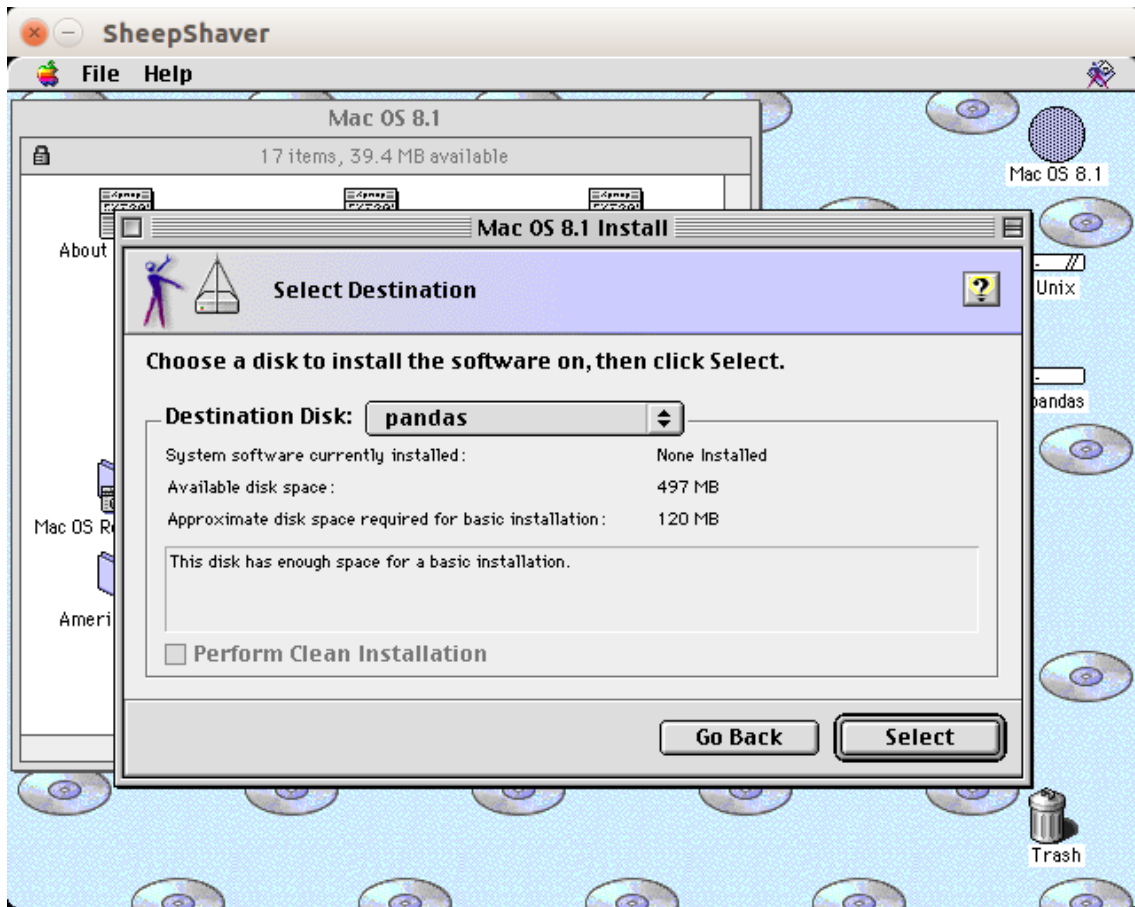 SheepShaver
File Help
Mac OS 8.1
17 items, 39.4 MB available
Mac OS 8.1
About
Mac OS 8.1 Install
Unix
Select Destination
?
Choose a disk to install the software on, then click Select.
pandas
Destination Disk: pandas
System software currently installed: None Installed
Available disk space: 497 MB
Mac OS R
Approximate disk space required for basic installation: 120 MB
This disk has enough space for a basic installation.
Ameri
Perform Clean Installation
Go Back Select
Trash